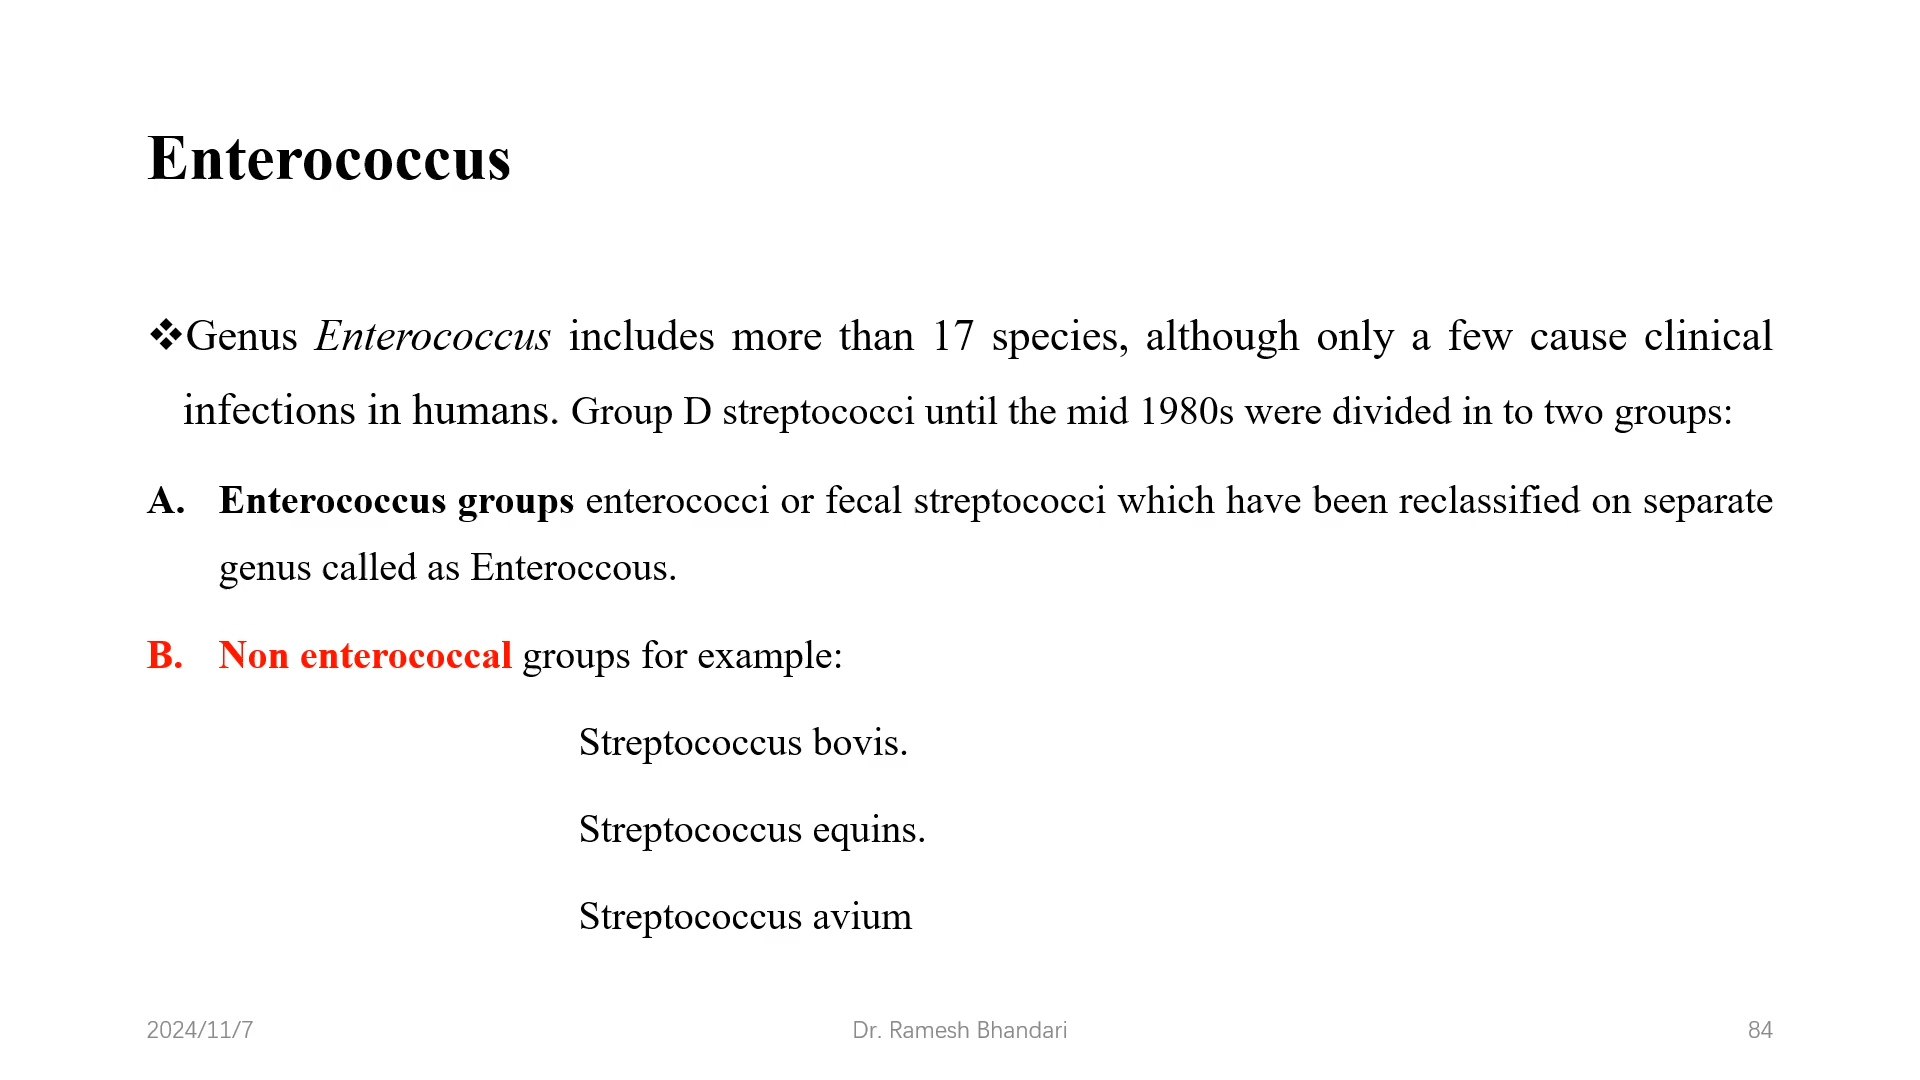 Enterococcus
❖Genus Enterococcus includes more than 17 species, although only a few cause clinical
infections in humans. Group D streptococci until the mid 1980s were divided in to two groups:
A. Enterococcus groups enterococci or fecal streptococci which have been reclassified on separate
genus called as Enteroccous.
B. Non enterococcal groups for example:
Streptococcus bovis.
Streptococcus equins.
Streptococcus avium
2024/11/7 Dr. Ramesh Bhandari 84